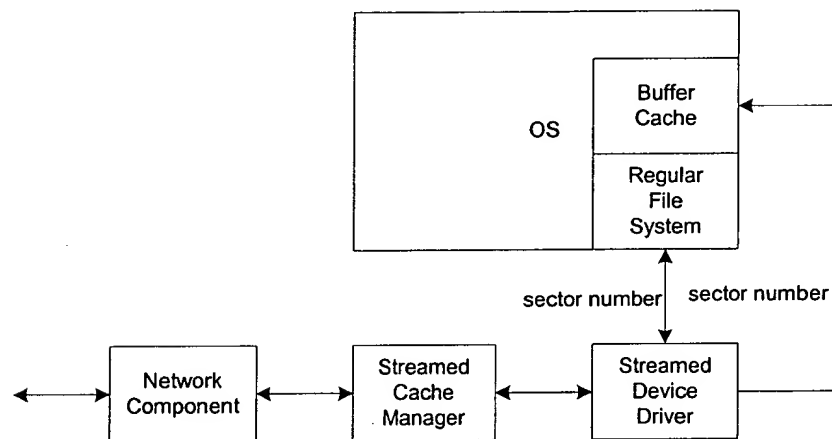 Buffer
Cache
OS
Regular
File
System
sector number
sector number
Network
Component
Streamed
Cache
Manager
Streamed
Device
Driver